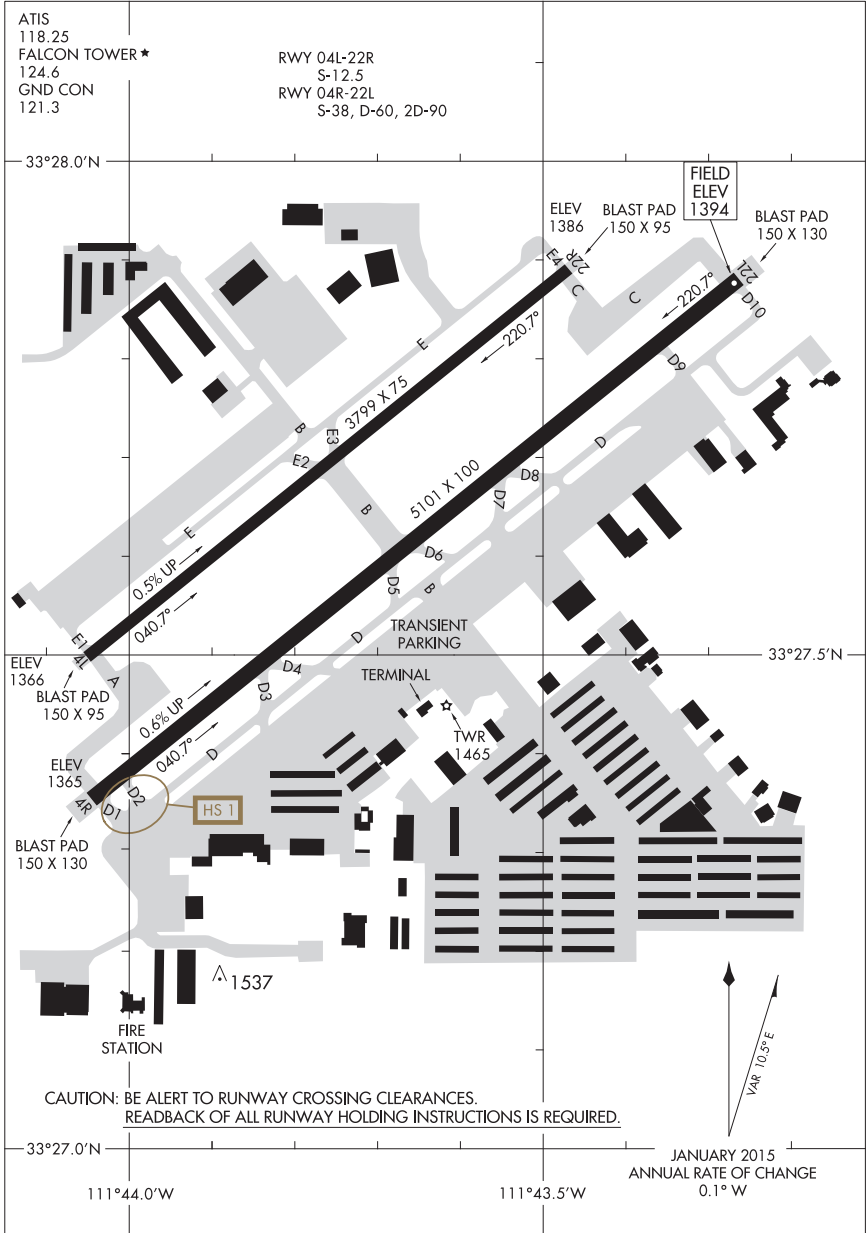 ATIS
118.25
FALCON TOWER★
124.6
GND CON
121.3
RWY 04L-22R
S-12.5
RWY 04R-22L
S-38, D-60, 2D-90
33°28.0'N
FIELD
ELEV
1394
ELEV
1386
BLAST PAD
150 X 95
BLAST PAD
150 X 130
E4
22R
22L
C
C
220.7°
D10
220.7°
E
D9
3799 X 75
B
E3
E2
D
5101 X 100
D8
D7
B
E
D6
0.5% UP
040.7°
D5
B
TRANSIENT
PARKING
E1
4L
D
33°27.5'N
ELEV
1366
A
D4
TERMINAL
BLAST PAD
150 X 95
D3
0.6% UP
040.7°
TWR
1465
D
ELEV
1365
4R
D2
D1
HS 1
BLAST PAD
150 X 130
1537
FIRE
STATION
VAR 10.5° E
CAUTION: BE ALERT TO RUNWAY CROSSING CLEARANCES.
READBACK OF ALL RUNWAY HOLDING INSTRUCTIONS IS REQUIRED.
33°27.0'N
JANUARY 2015
ANNUAL RATE OF CHANGE
0.1° W
111°44.0'W
111°43.5'W